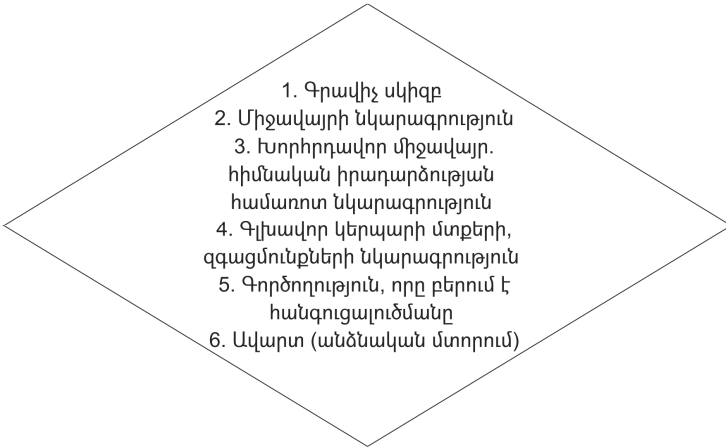 1. Գրավիչ սկիզբ
2. Միջավայրի նկարագրություն
3. Խորհրդավոր միջավայր.
հիմնական իրադարձության
համառոտ նկարագրություն
4. Գլխավոր կերպարի մտքերի,
զգացմունքների նկարագրություն
5. Գործողություն, որը բերում է
հանգուցալուծմանը
6. Ավարտ (անձնական մտորում)